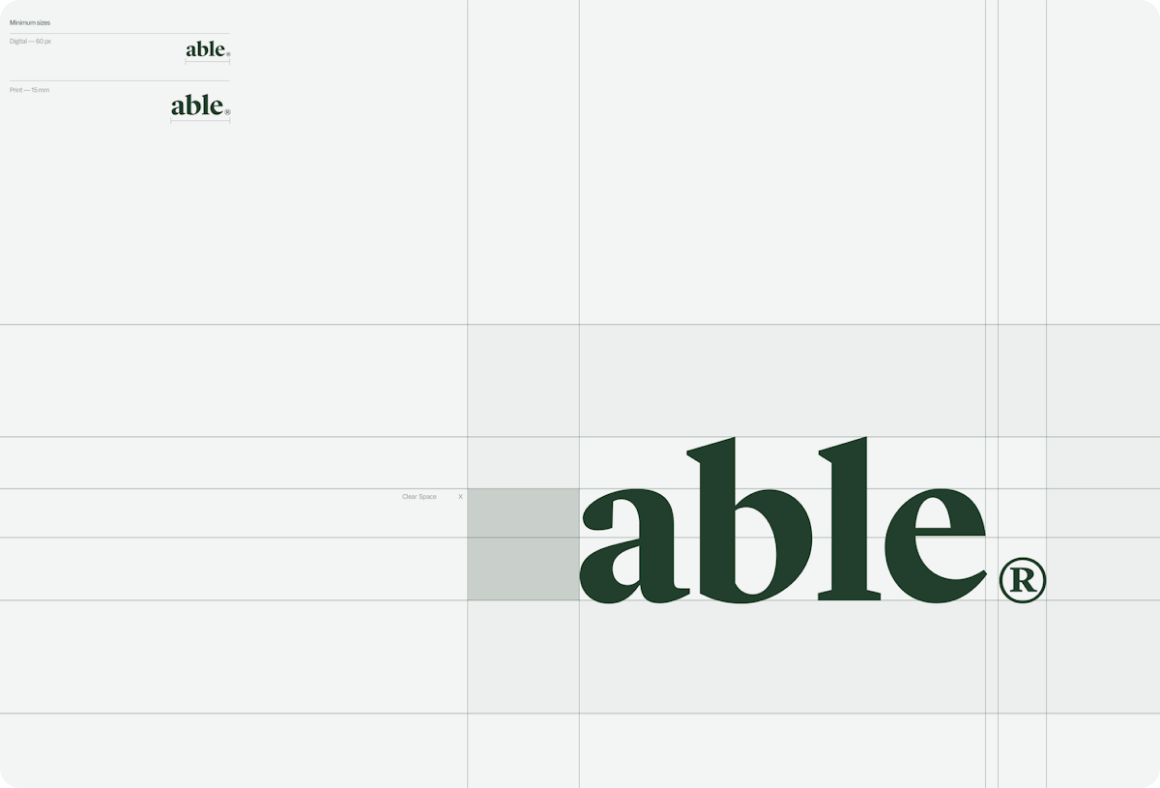 Minimum sizes
Digital — 60 px
able®
Print — 15 mm
able®
Clear Space X
able®